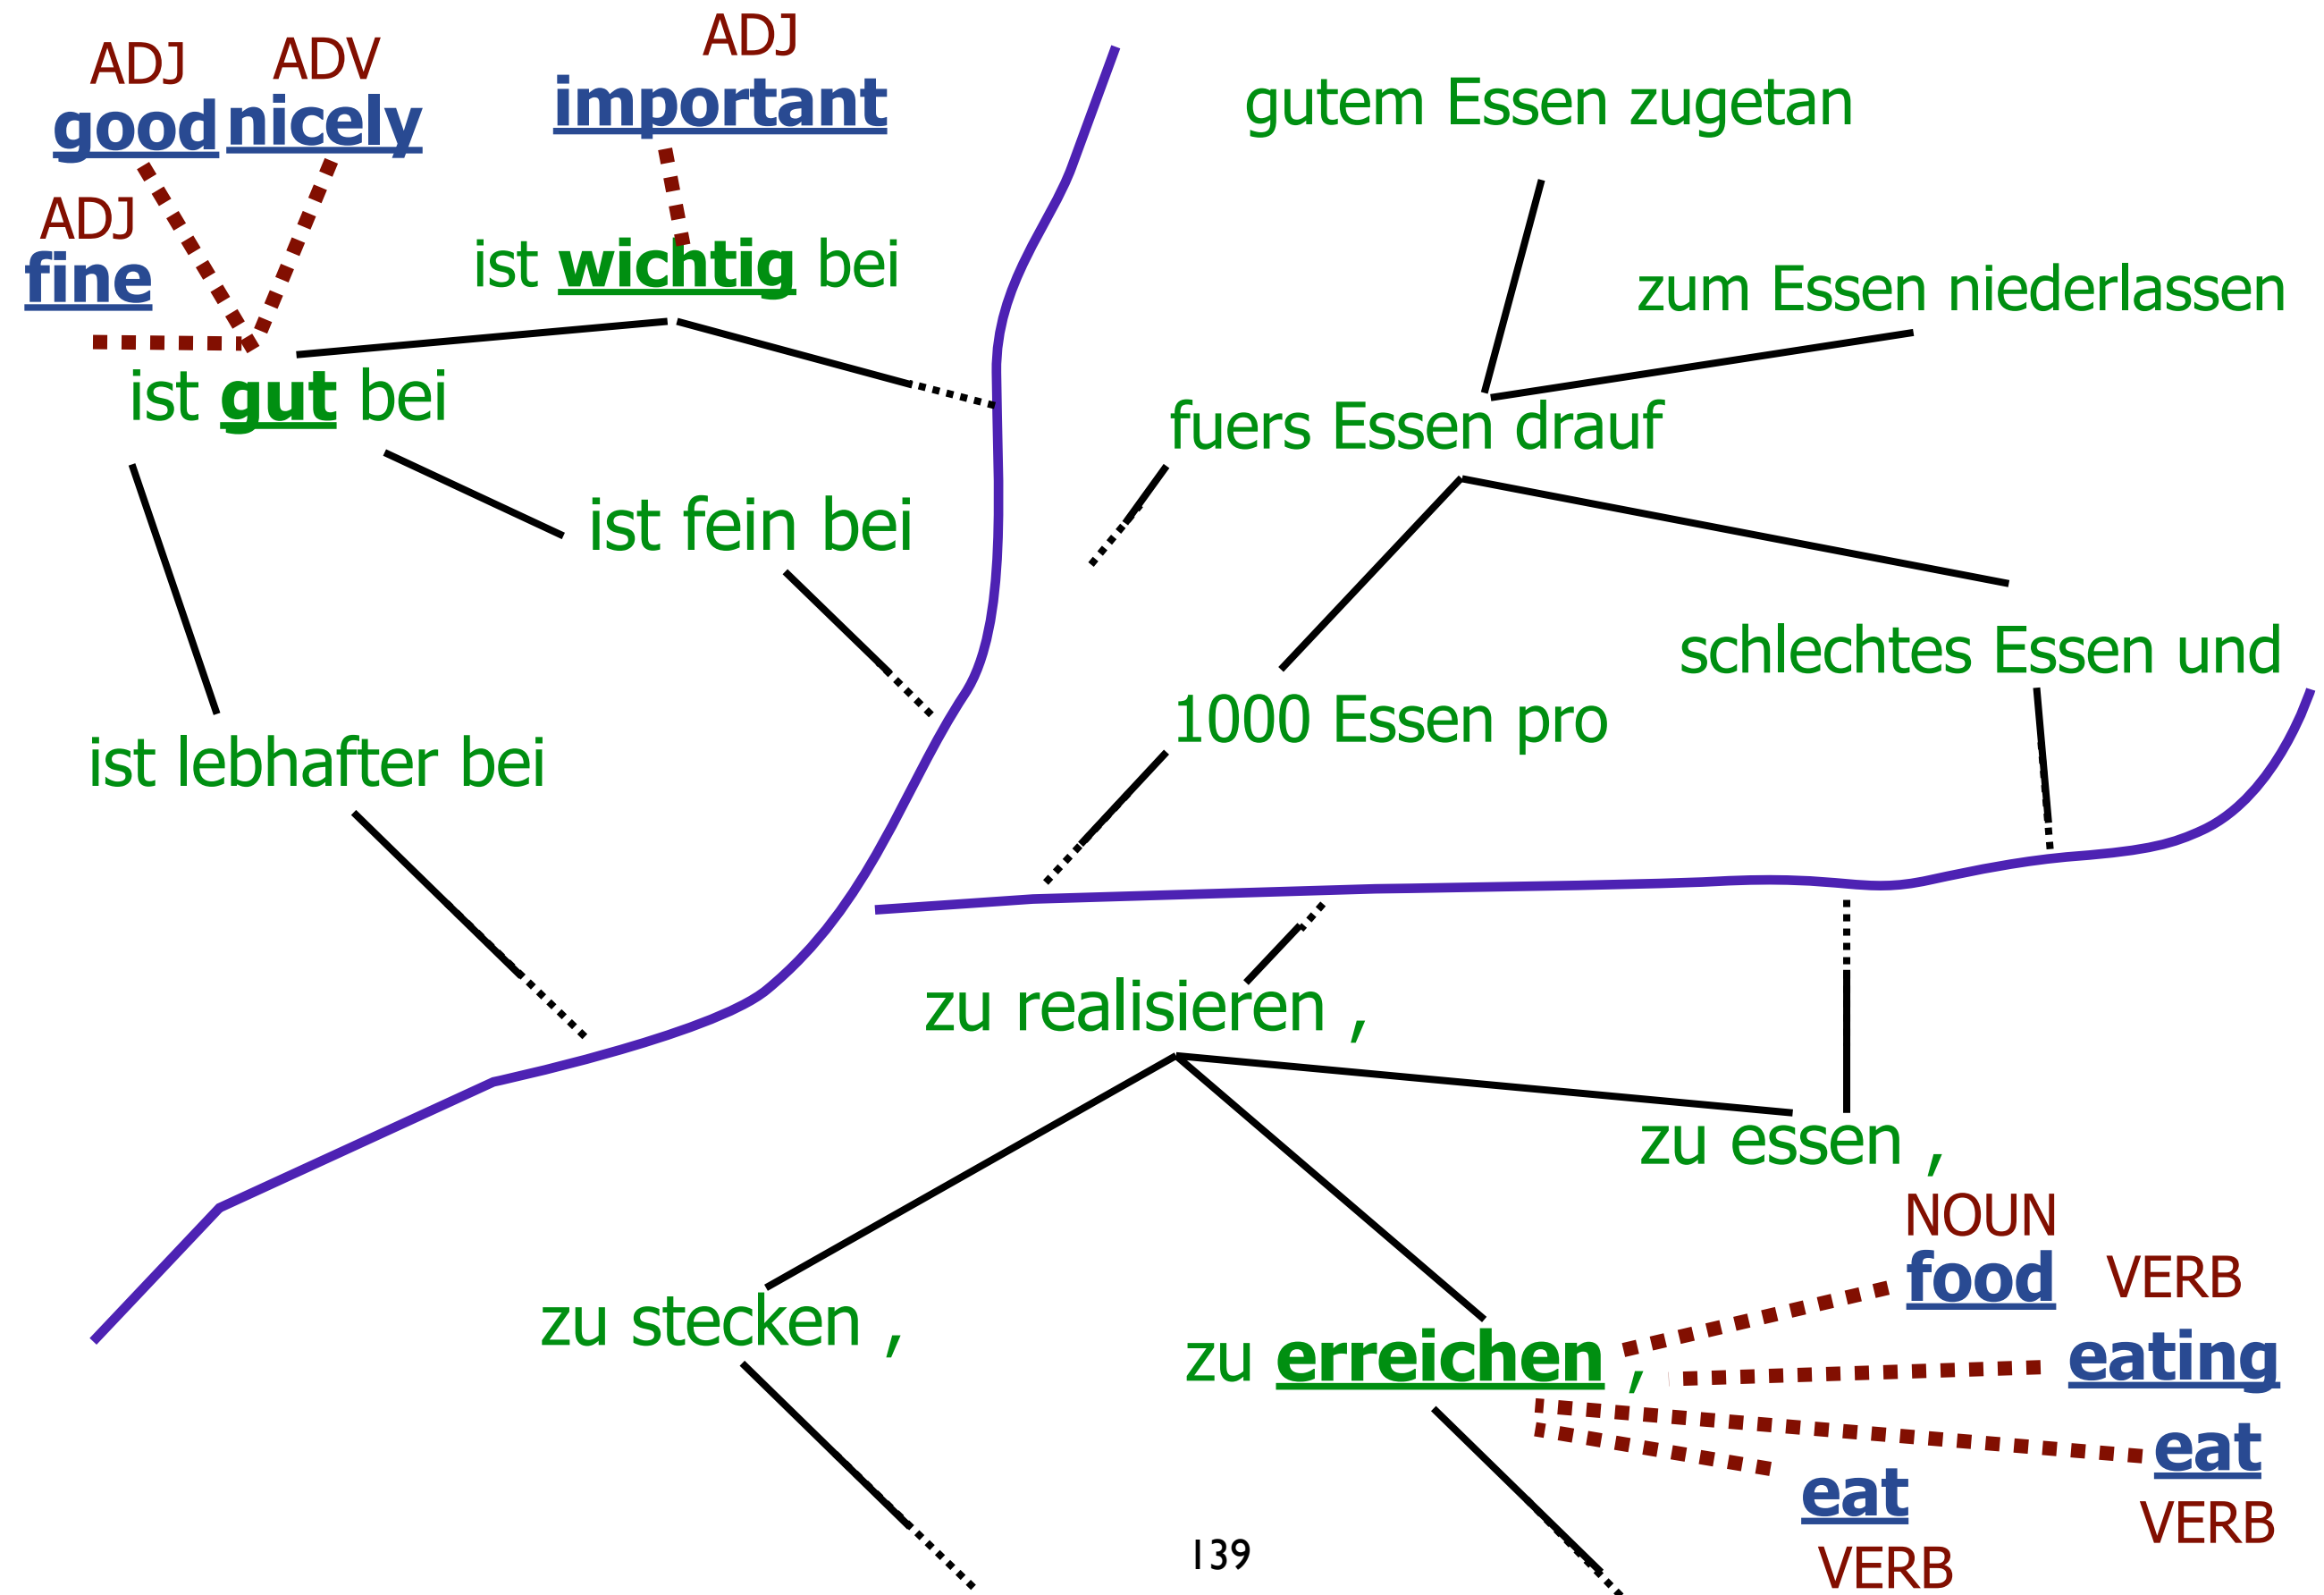 ADJ
ADV
ADJ
good nicely
important
gutem Essen zugetan
ADJ
fine
ist wichtig bei
zum Essen niederlassen
ist gut bei
fuers Essen drauf
ist fein bei
schlechtes Essen und
1000 Essen pro
ist lebhafter bei
zu realisieren ,
zu essen ,
NOUN
food
VERB
zu stecken ,
zu erreichen ,
eating
eat
VERB
eat
VERB
139